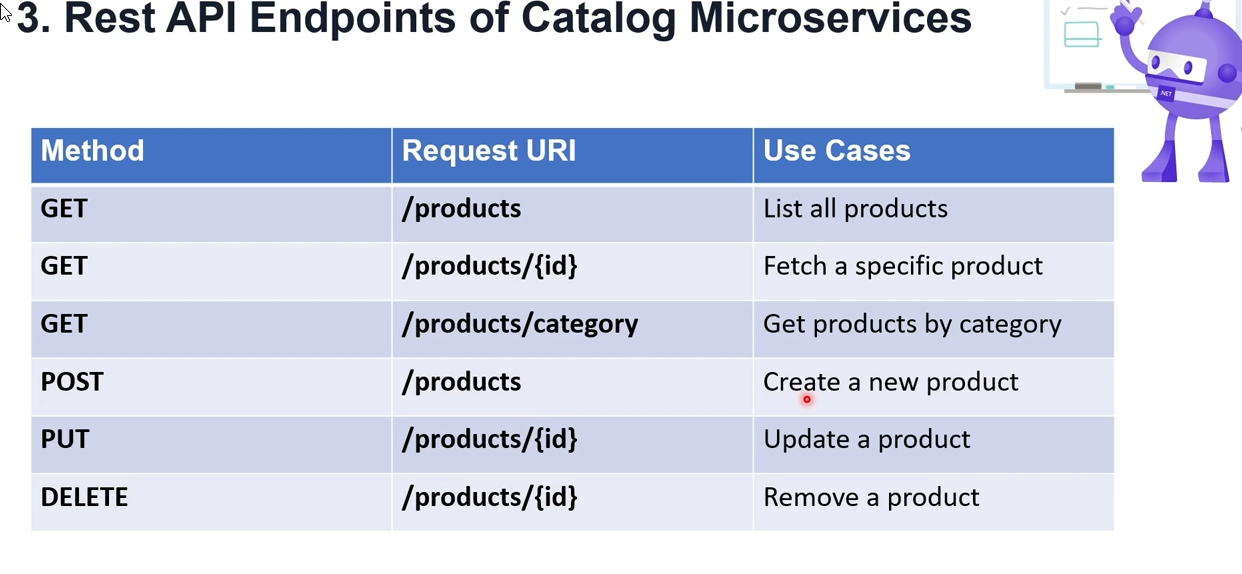 3. Rest API Endpoints of Catalog Microservices
.NET
Method Request URI Use Cases
GET /products List all products
GET /products/{id} Fetch a specific product
GET /products/category Get products by category
POST /products Create a new product
PUT /products/{id} Update a product
DELETE /products/{id} Remove a product